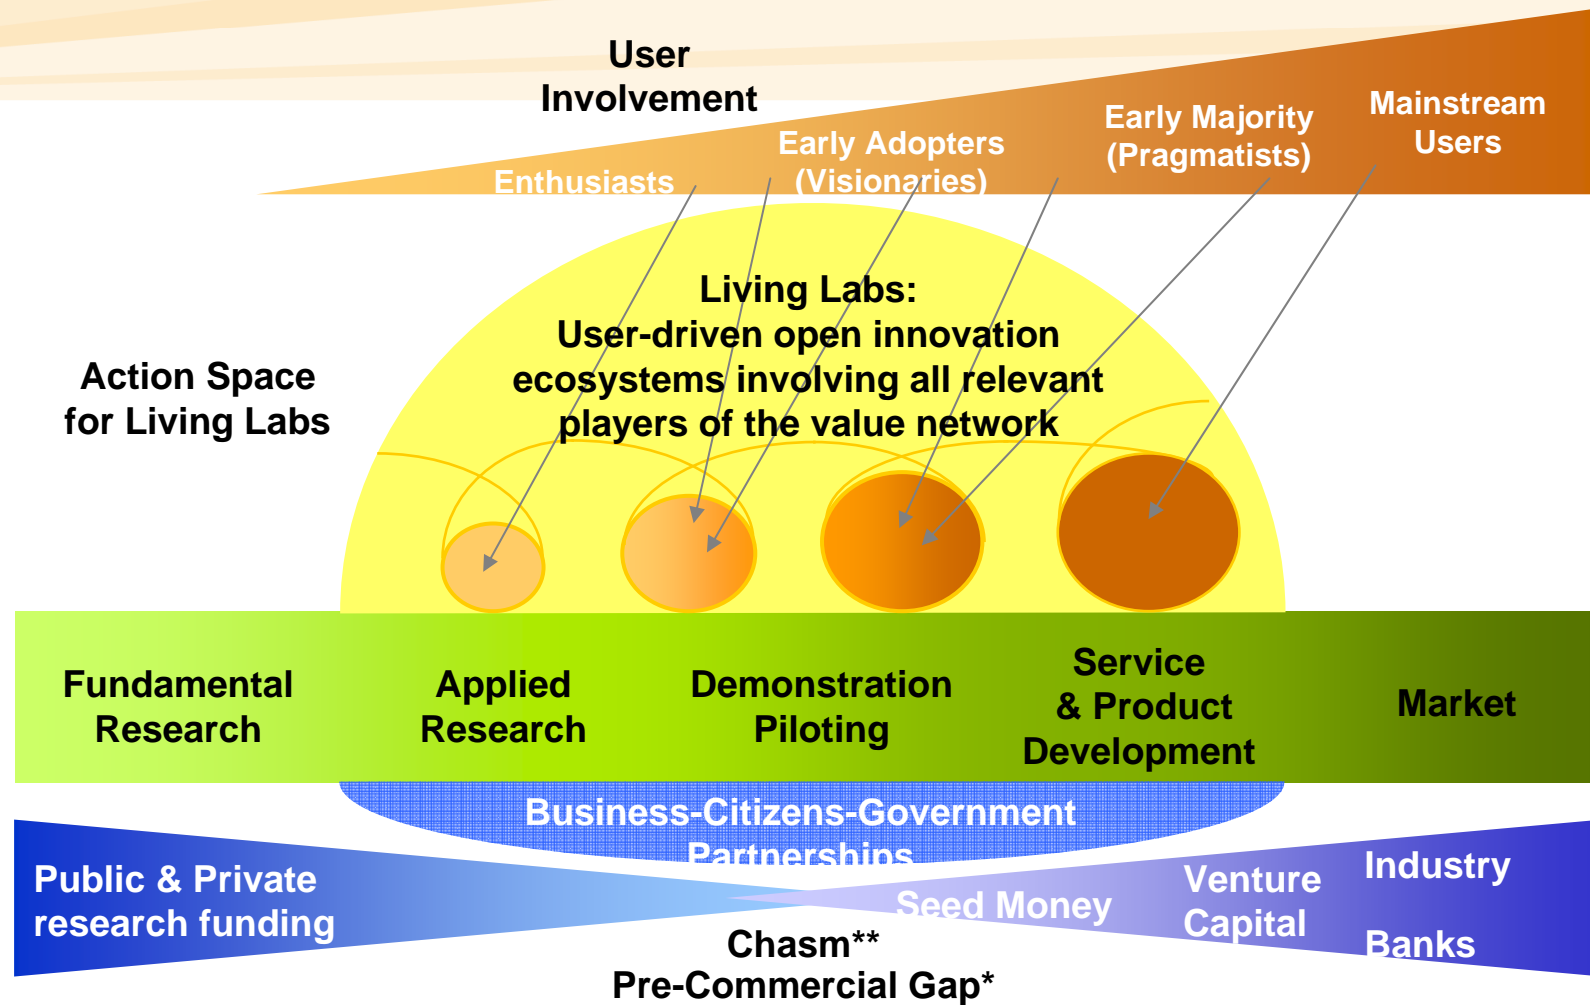 User
Involvement
Enthusiasts
Early Adopters
(Visionaries)
Early Majority
(Pragmatists)
Mainstream
Users
Living Labs:
User-driven open innovation
ecosystems involving all relevant
players of the value network
Action Space
for Living Labs
Fundamental
Research
Applied
Research
Demonstration
Piloting
Service
& Product
Development
Market
Business-Citizens-Government
Partnerships
Public & Private
research funding
Seed Money
Venture
Capital
Industry
Banks
Chasm**
Pre-Commercial Gap*